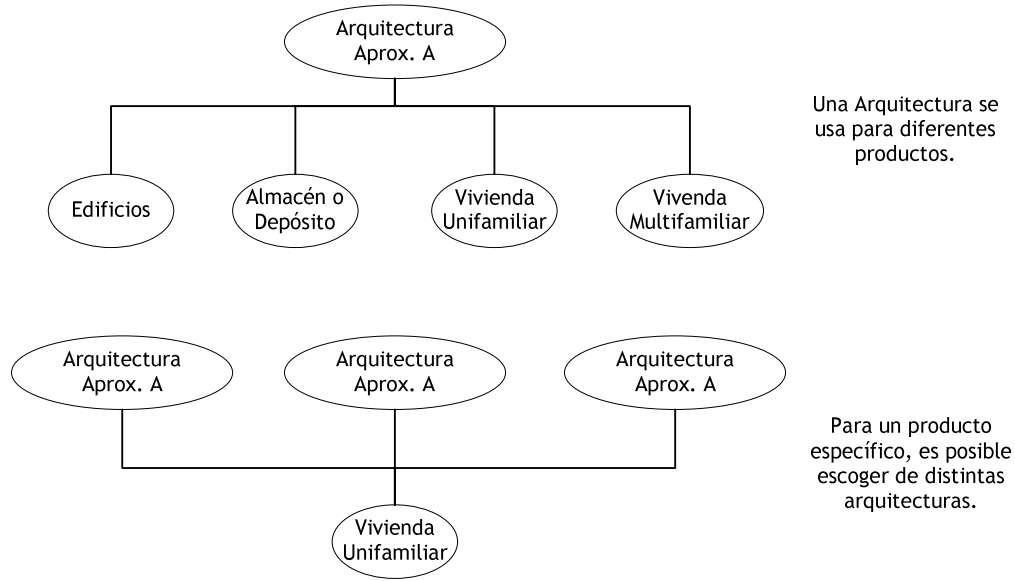 Arquitectura
Aprox. A
Una Arquitectura se
usa para diferentes
productos.
Edificios
Almacén o
Depósito
Vivienda
Unifamiliar
Vivenda
Multifamiliar
Arquitectura
Aprox. A
Arquitectura
Aprox. A
Arquitectura
Aprox. A
Para un producto
específico, es posible
escoger de distintas
arquitecturas.
Vivienda
Unifamiliar